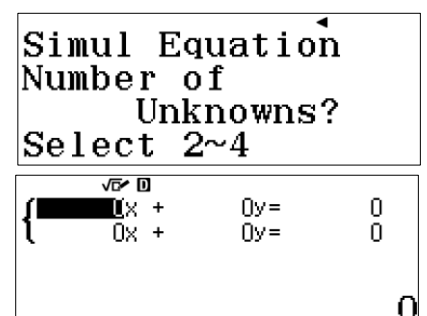 Simul Equation
Number of
Unknowns?
Select 2~4
√▱ D
0x + 0y= 0
0x + 0y= 0
0